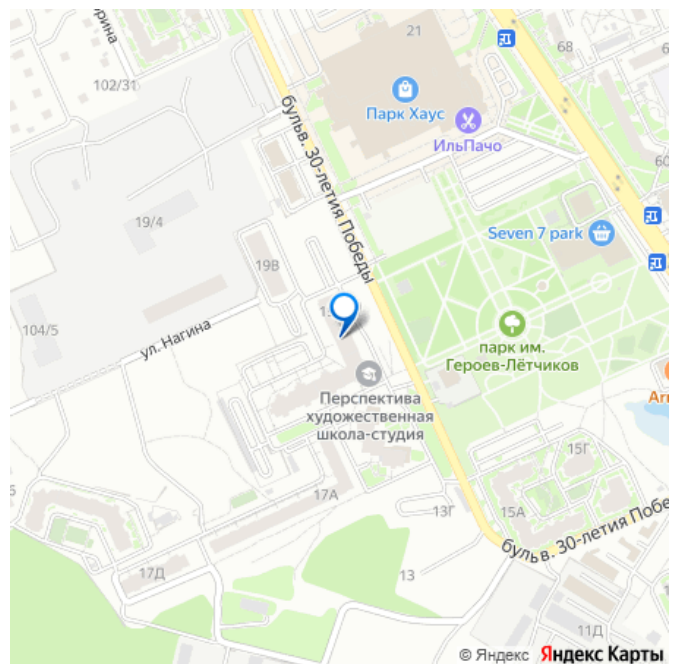 рина
21
68
102/31
Парк Хаус
ИльПачо
60
бульв. 30-летия Победы
19/4
Seven 7 park
19В
104/5
ул. Нагина
парк им.
Героев-Лётчиков
Перспектива
художественная
школа-студия
Arm
15Г
17А
13Г
15А
бульв. 30-летия Побе
17Д
13
11Д
© Яндекс Яндекс Карты